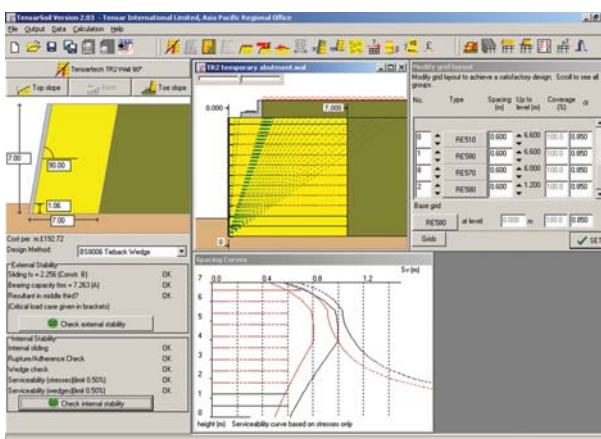 TensarSoil Version 2.03 - Tensar International Limited, Asia Pacific Regional Office
File Output Data Calculation Help
Tensartech TR2 Wall 90°
Top slope
Toe slope
7.00
90.00
1.06
7.00
Cost per m £192.72
Design Method: BS8006 Tieback Wedge
External Stability
Sliding fs = 2.256 (Constr. B) OK
Bearing capacity fms = 7.263 (A) OK
Resultant in middle third? OK
(Critical load case given in brackets)
GO Check external stability
Internal Stability
Internal sliding OK
Rupture/Adherence Check OK
Wedge check OK
Serviceability (stresses)(limit 0.50%) OK
Serviceability (wedges)(limit 0.50%) OK
GO Check internal stability
TR2 temporary abutment.wal
0.000
7.000
0
Spacing Curves
Sv (m)
0.0 0.4 0.8 1.2
7
6
5
4
3
2
1
0
height (m) Serviceability curve based on stresses only
Modify grid layout
Modify grid layout to achieve a satisfactory design. Scroll to see all
groups.
No. Type Spacing (m) Up to level (m) Coverage (%) α
0 RE510 0.600 6.600 100.0 0.850
1 RE580 0.600 6.600 100.0 0.850
8 RE570 0.600 6.000 100.0 0.850
2 RE580 0.600 1.200 100.0 0.850
Base grid
RE580 at level 0.000 m 100.0 0.850
Grids
SET